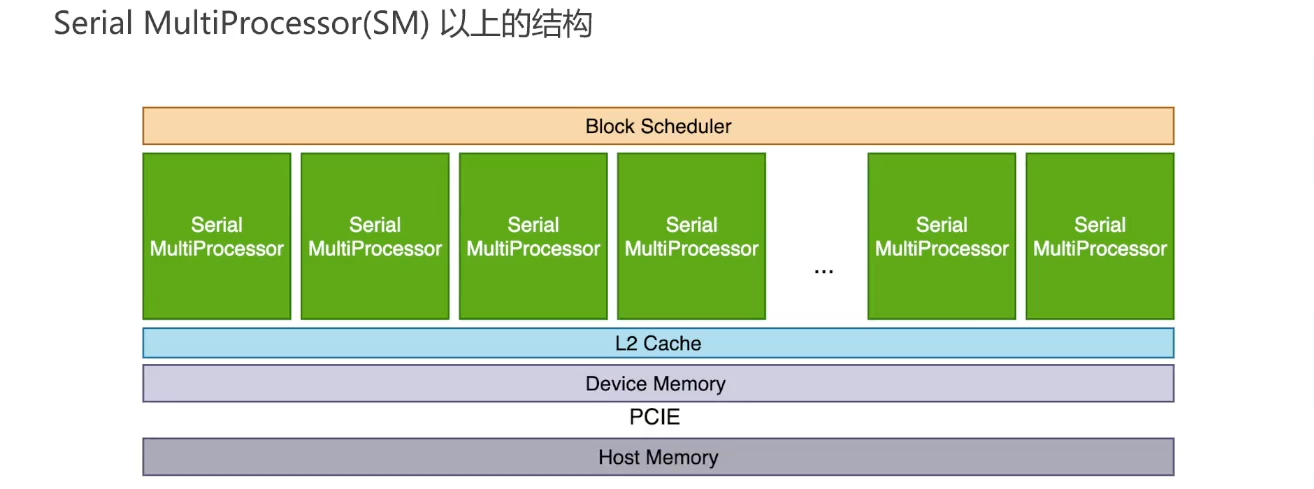 Serial MultiProcessor(SM) 以上的结构
Block Scheduler
Serial MultiProcessor
Serial MultiProcessor
Serial MultiProcessor
Serial MultiProcessor
...
Serial MultiProcessor
Serial MultiProcessor
L2 Cache
Device Memory
PCIE
Host Memory